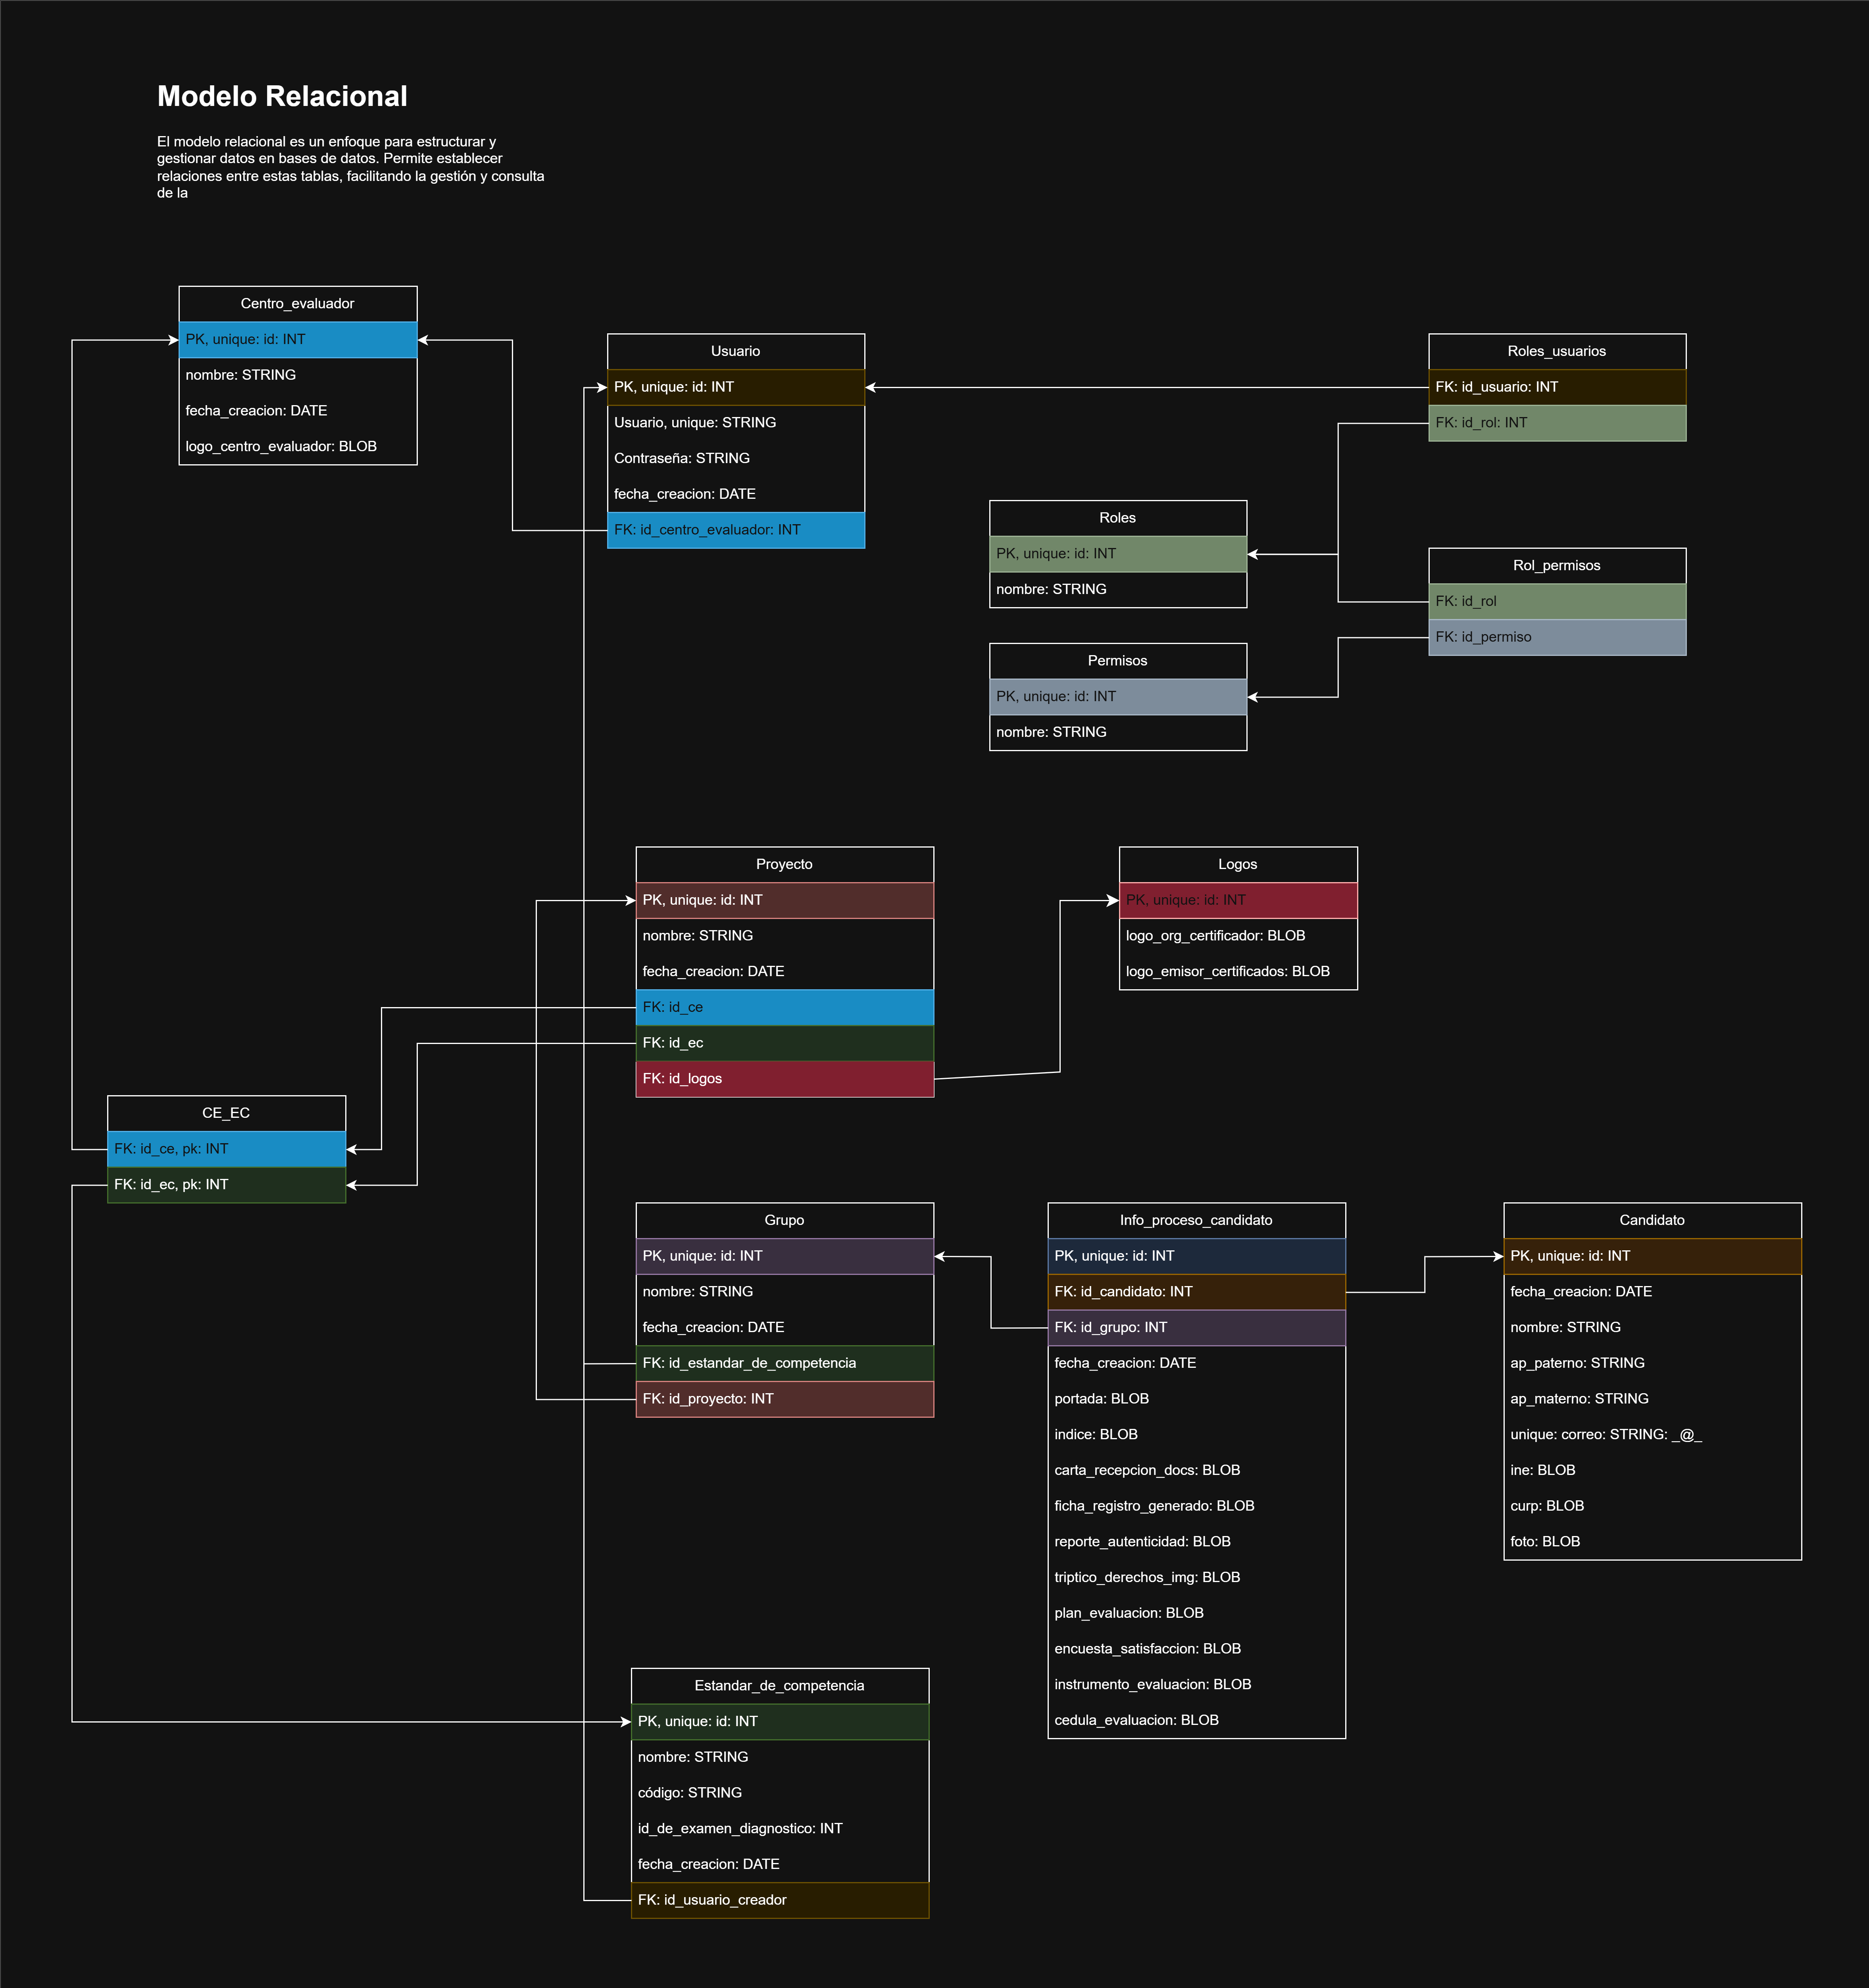 Modelo Relacional
El modelo relacional es un enfoque para estructurar y
gestionar datos en bases de datos. Permite establecer
relaciones entre estas tablas, facilitando la gestión y consulta
de la
Centro_evaluador
PK, unique: id: INT
nombre: STRING
fecha_creacion: DATE
logo_centro_evaluador: BLOB
Usuario
PK, unique: id: INT
Usuario, unique: STRING
Contraseña: STRING
fecha_creacion: DATE
FK: id_centro_evaluador: INT
Roles_usuarios
FK: id_usuario: INT
FK: id_rol: INT
Roles
PK, unique: id: INT
nombre: STRING
Rol_permisos
FK: id_rol
FK: id_permiso
Permisos
PK, unique: id: INT
nombre: STRING
Proyecto
PK, unique: id: INT
nombre: STRING
fecha_creacion: DATE
FK: id_ce
FK: id_ec
FK: id_logos
Logos
PK, unique: id: INT
logo_org_certificador: BLOB
logo_emisor_certificados: BLOB
CE_EC
FK: id_ce, pk: INT
FK: id_ec, pk: INT
Grupo
PK, unique: id: INT
nombre: STRING
fecha_creacion: DATE
FK: id_estandar_de_competencia
FK: id_proyecto: INT
Info_proceso_candidato
PK, unique: id: INT
FK: id_candidato: INT
FK: id_grupo: INT
fecha_creacion: DATE
portada: BLOB
indice: BLOB
carta_recepcion_docs: BLOB
ficha_registro_generado: BLOB
reporte_autenticidad: BLOB
triptico_derechos_img: BLOB
plan_evaluacion: BLOB
encuesta_satisfaccion: BLOB
instrumento_evaluacion: BLOB
cedula_evaluacion: BLOB
Candidato
PK, unique: id: INT
fecha_creacion: DATE
nombre: STRING
ap_paterno: STRING
ap_materno: STRING
unique: correo: STRING: _@_
ine: BLOB
curp: BLOB
foto: BLOB
Estandar_de_competencia
PK, unique: id: INT
nombre: STRING
código: STRING
id_de_examen_diagnostico: INT
fecha_creacion: DATE
FK: id_usuario_creador